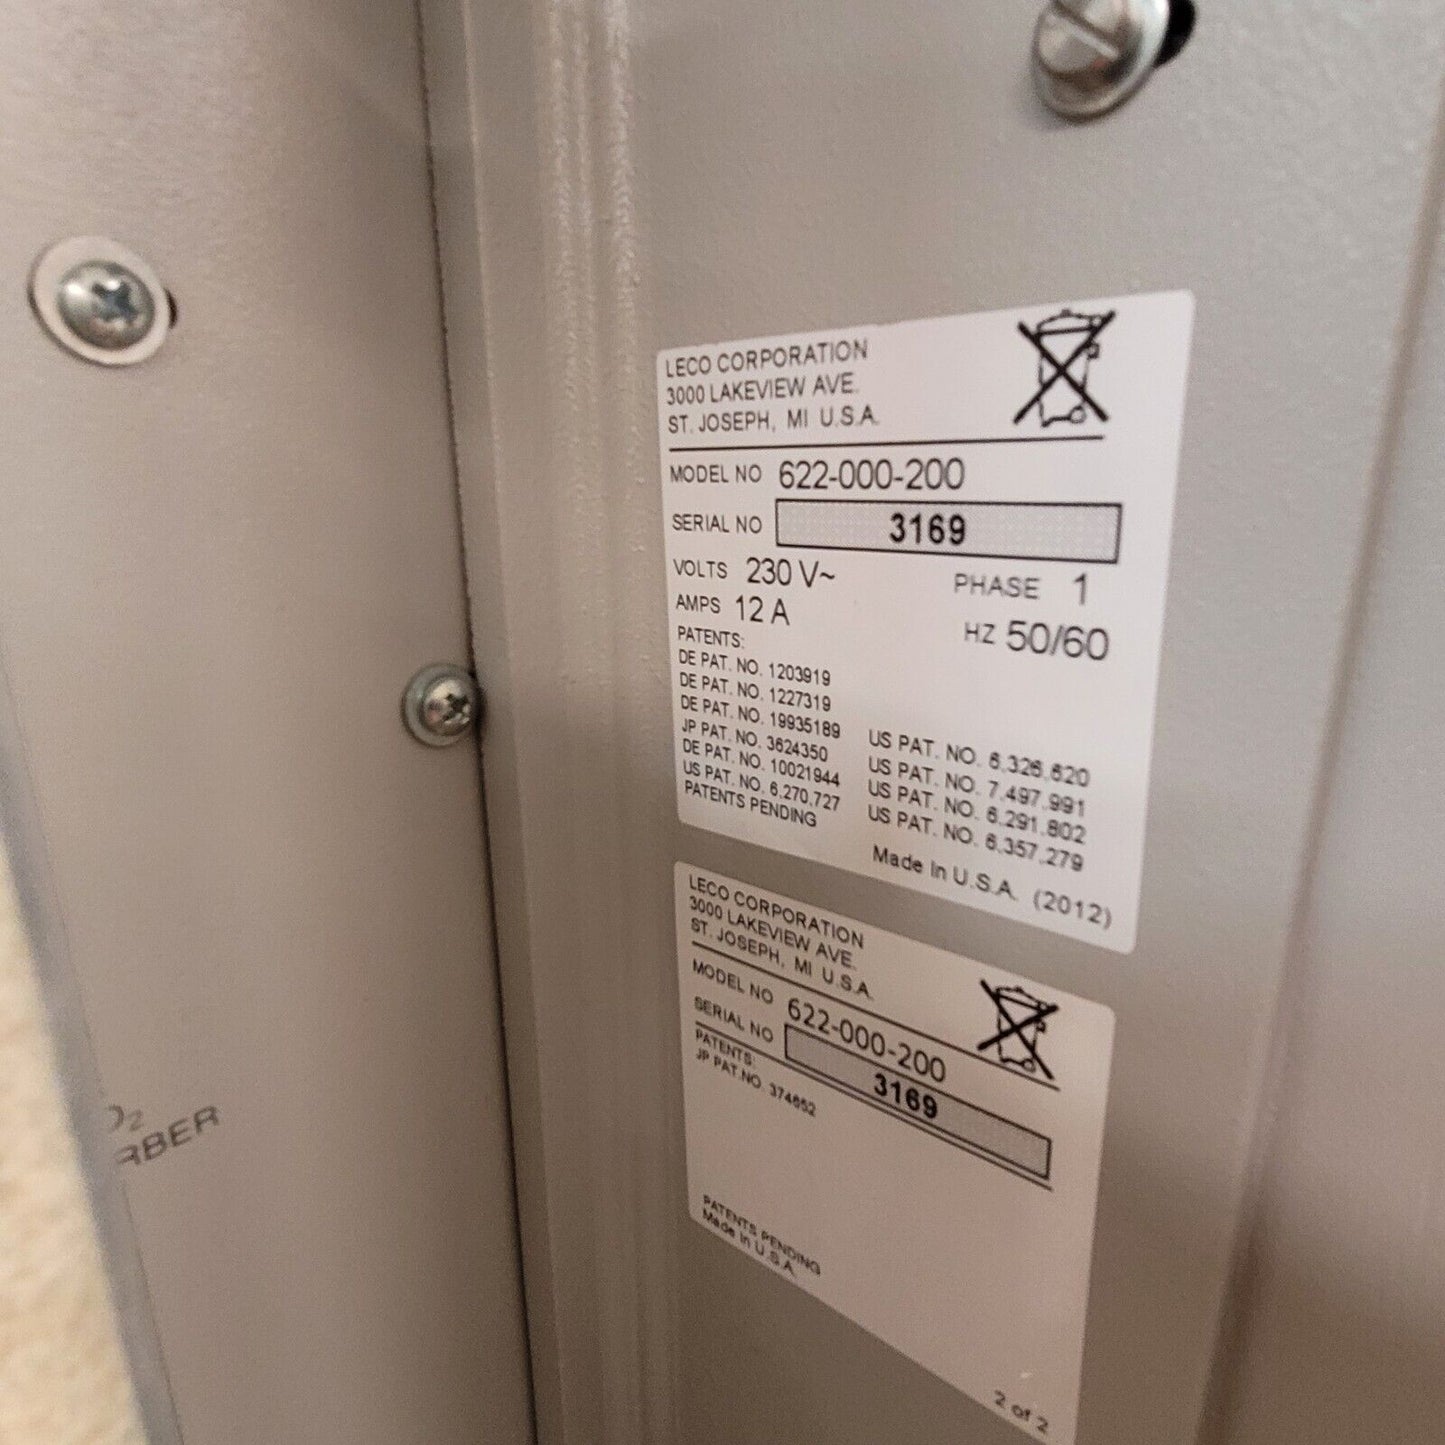 LECO CORPORATION
3000 LAKEVIEW AVE.
ST. JOSEPH, MI U.S.A.
MODEL NO 622-000-200
SERIAL NO 3169
VOLTS 230 V~ PHASE 1
AMPS 12 A HZ 50/60
PATENTS:
DE PAT. NO. 1203919
DE PAT. NO. 1227319
DE PAT. NO. 19935189
JP PAT. NO. 3624350
DE PAT. NO. 10021944
US PAT. NO. 6,270,727
PATENTS PENDING
US PAT. NO. 6,326,620
US PAT. NO. 7,497,991
US PAT. NO. 6,291,802
US PAT. NO. 6,357,279
Made In U.S.A. (2012)
LECO CORPORATION
3000 LAKEVIEW AVE.
ST. JOSEPH, MI U.S.A.
MODEL NO 622-000-200
SERIAL NO 3169
PATENTS:
JP PAT.NO. 374652
PATENTS PENDING
Made In U.S.A.
2 of 2
RBER